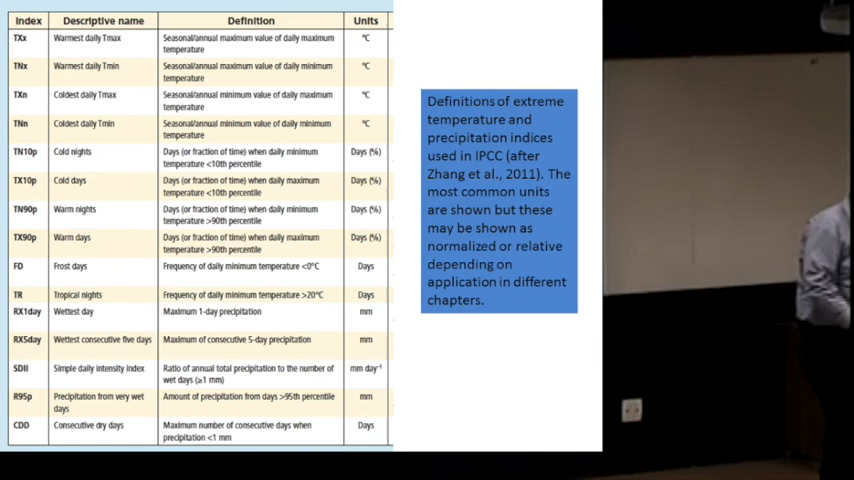 Index Descriptive name Definition Units
TXx Warmest daily Tmax Seasonal/annual maximum value of daily maximum temperature °C
TNx Warmest daily Tmin Seasonal/annual maximum value of daily minimum temperature °C
TXn Coldest daily Tmax Seasonal/annual minimum value of daily maximum temperature °C
TNn Coldest daily Tmin Seasonal/annual minimum value of daily minimum temperature °C
TN10p Cold nights Days (or fraction of time) when daily minimum temperature <10th percentile Days (%)
TX10p Cold days Days (or fraction of time) when daily maximum temperature <10th percentile Days (%)
TN90p Warm nights Days (or fraction of time) when daily minimum temperature >90th percentile Days (%)
TX90p Warm days Days (or fraction of time) when daily maximum temperature >90th percentile Days (%)
FD Frost days Frequency of daily minimum temperature <0°C Days
TR Tropical nights Frequency of daily minimum temperature >20°C Days
RX1day Wettest day Maximum 1-day precipitation mm
RX5day Wettest consecutive five days Maximum of consecutive 5-day precipitation mm
SDII Simple daily intensity index Ratio of annual total precipitation to the number of wet days (≥1 mm) mm day⁻¹
R95p Precipitation from very wet days Amount of precipitation from days >95th percentile mm
CDD Consecutive dry days Maximum number of consecutive days when precipitation <1 mm Days
Definitions of extreme
temperature and
precipitation indices
used in IPCC (after
Zhang et al., 2011). The
most common units
are shown but these
may be shown as
normalized or relative
depending on
application in different
chapters.